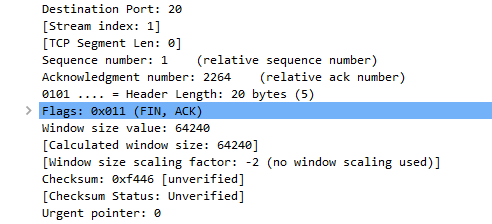 Destination Port: 20
[Stream index: 1]
[TCP Segment Len: 0]
Sequence number: 1 (relative sequence number)
Acknowledgment number: 2264 (relative ack number)
0101 .... = Header Length: 20 bytes (5)
Flags: 0x011 (FIN, ACK)
Window size value: 64240
[Calculated window size: 64240]
[Window size scaling factor: -2 (no window scaling used)]
Checksum: 0xf446 [unverified]
[Checksum Status: Unverified]
Urgent pointer: 0